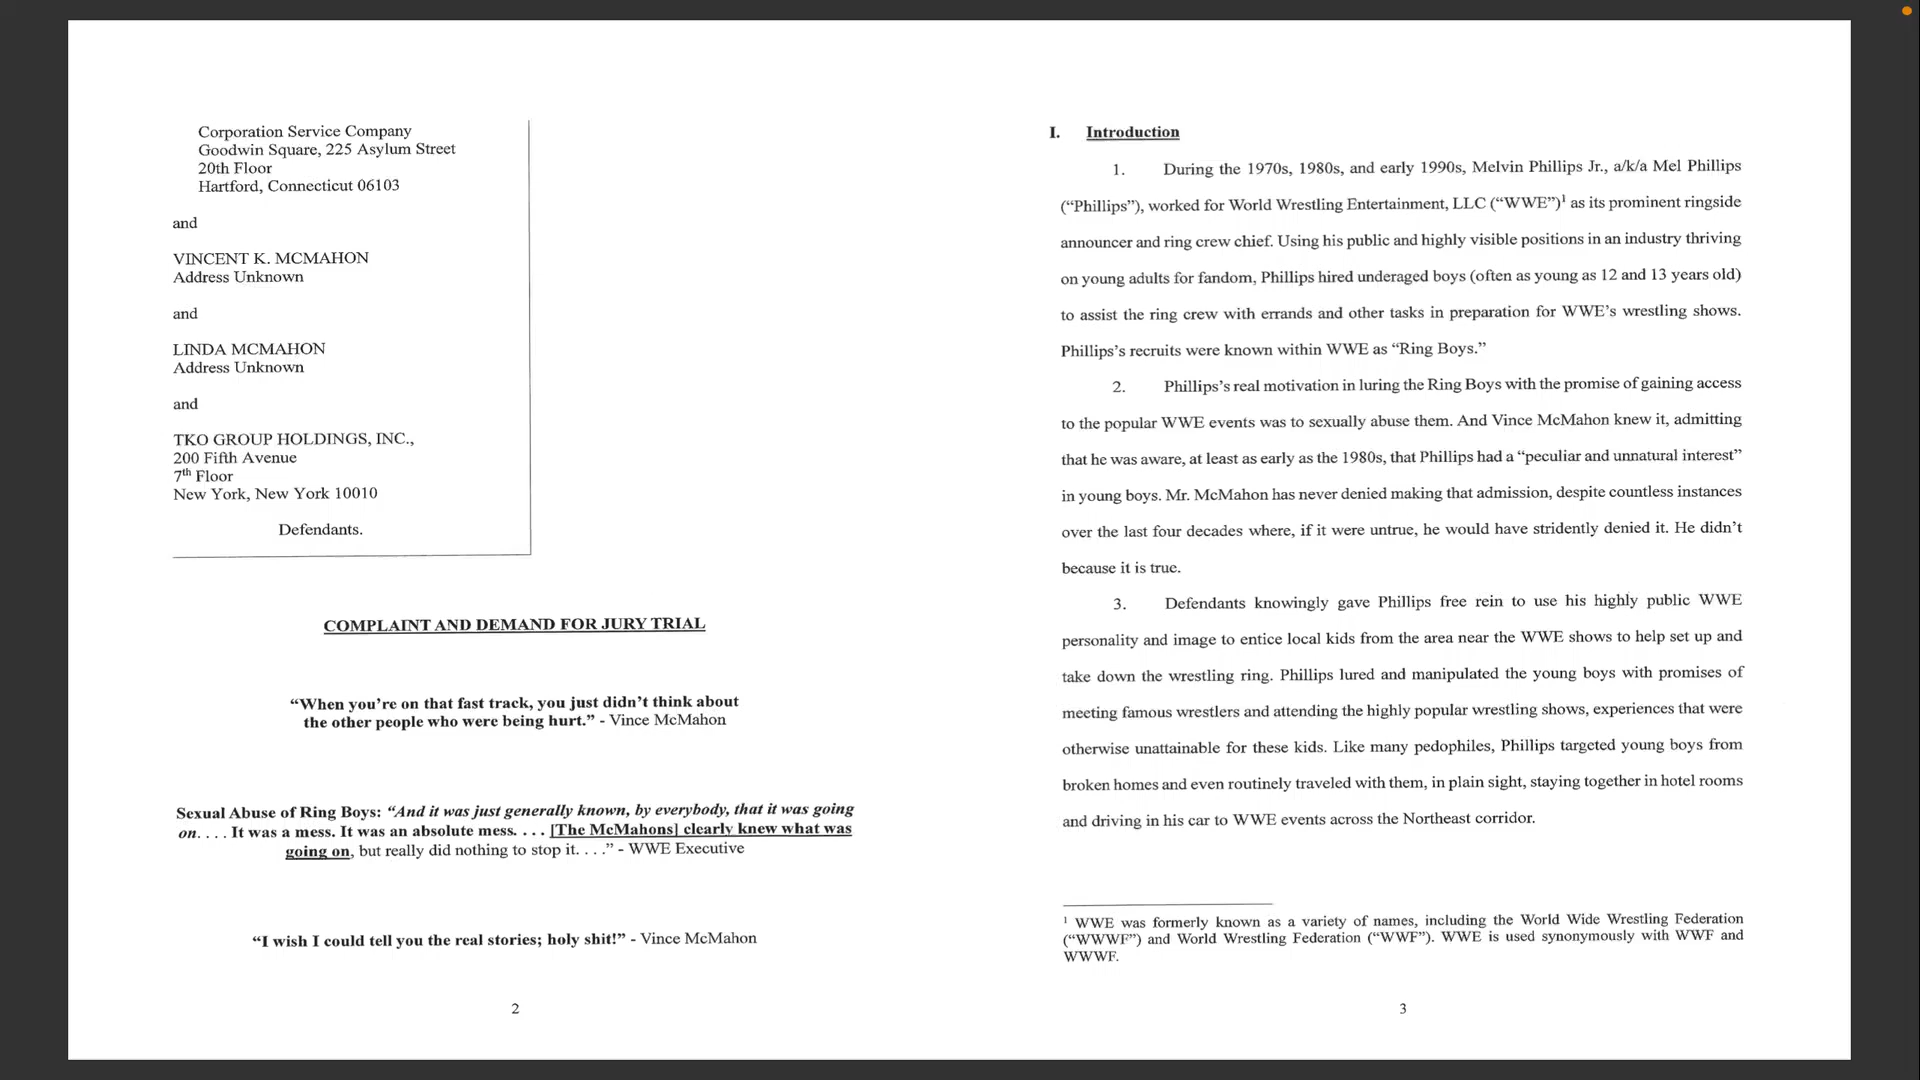 Corporation Service Company
Goodwin Square, 225 Asylum Street
20th Floor
Hartford, Connecticut 06103
and
VINCENT K. MCMAHON
Address Unknown
and
LINDA MCMAHON
Address Unknown
and
TKO GROUP HOLDINGS, INC.,
200 Fifth Avenue
7th Floor
New York, New York 10010
Defendants.
COMPLAINT AND DEMAND FOR JURY TRIAL
“When you’re on that fast track, you just didn’t think about
the other people who were being hurt.” - Vince McMahon
Sexual Abuse of Ring Boys: “And it was just generally known, by everybody, that it was going
on. . . . It was a mess. It was an absolute mess. . . . [The McMahons] clearly knew what was
going on, but really did nothing to stop it. . . .” - WWE Executive
“I wish I could tell you the real stories; holy shit!” - Vince McMahon
2
I. Introduction
1. During the 1970s, 1980s, and early 1990s, Melvin Phillips Jr., a/k/a Mel Phillips
(“Phillips”), worked for World Wrestling Entertainment, LLC (“WWE”)1 as its prominent ringside
announcer and ring crew chief. Using his public and highly visible positions in an industry thriving
on young adults for fandom, Phillips hired underaged boys (often as young as 12 and 13 years old)
to assist the ring crew with errands and other tasks in preparation for WWE’s wrestling shows.
Phillips’s recruits were known within WWE as “Ring Boys.”
2. Phillips’s real motivation in luring the Ring Boys with the promise of gaining access
to the popular WWE events was to sexually abuse them. And Vince McMahon knew it, admitting
that he was aware, at least as early as the 1980s, that Phillips had a “peculiar and unnatural interest”
in young boys. Mr. McMahon has never denied making that admission, despite countless instances
over the last four decades where, if it were untrue, he would have stridently denied it. He didn’t
because it is true.
3. Defendants knowingly gave Phillips free rein to use his highly public WWE
personality and image to entice local kids from the area near the WWE shows to help set up and
take down the wrestling ring. Phillips lured and manipulated the young boys with promises of
meeting famous wrestlers and attending the highly popular wrestling shows, experiences that were
otherwise unattainable for these kids. Like many pedophiles, Phillips targeted young boys from
broken homes and even routinely traveled with them, in plain sight, staying together in hotel rooms
and driving in his car to WWE events across the Northeast corridor.
1 WWE was formerly known as a variety of names, including the World Wide Wrestling Federation
(“WWWF”) and World Wrestling Federation (“WWF”). WWE is used synonymously with WWF and
WWWF.
3